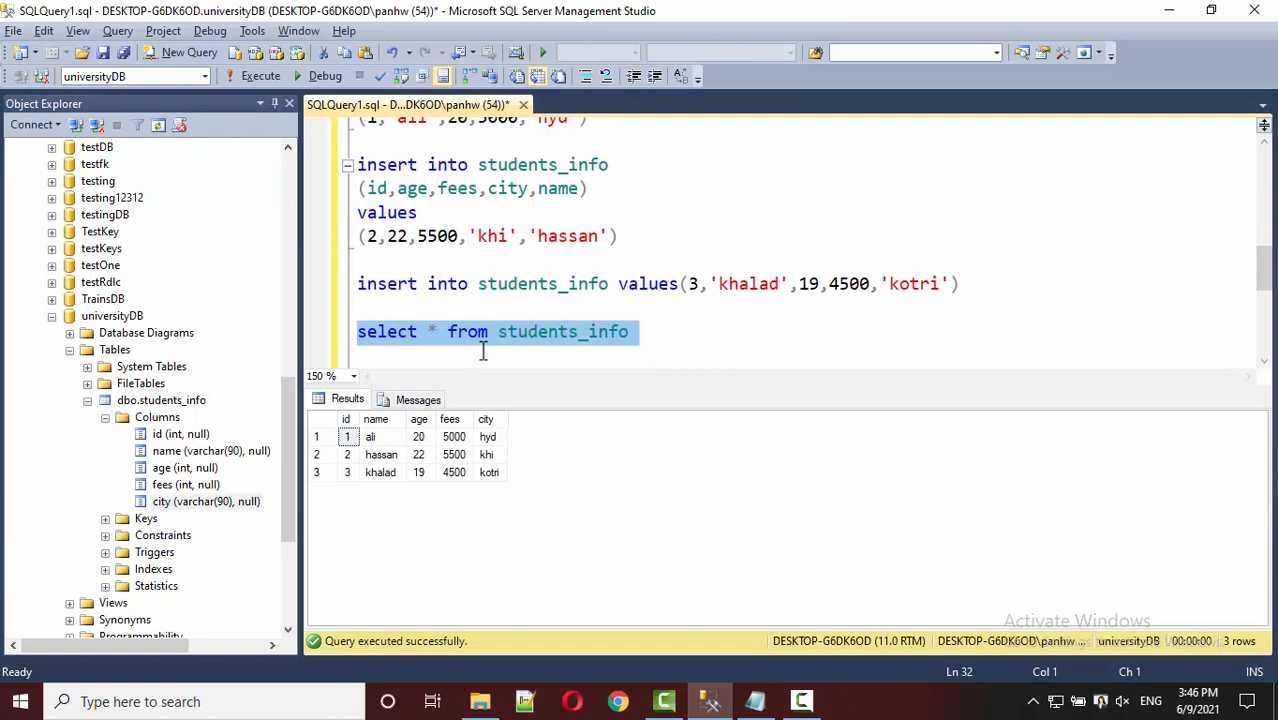 SQLQuery1.sql - DESKTOP-G6DK6OD.universityDB (DESKTOP-G6DK6OD\panhw (54))* - Microsoft SQL Server Management Studio
File Edit View Query Project Debug Tools Window Help
New Query
universityDB Execute Debug
Object Explorer
Connect
testDB
testfk
testing
testing12312
testingDB
TestKey
testKeys
testOne
testRdlc
TrainsDB
universityDB
Database Diagrams
Tables
System Tables
FileTables
dbo.students_info
Columns
id (int, null)
name (varchar(90), null)
age (int, null)
fees (int, null)
city (varchar(90), null)
Keys
Constraints
Triggers
Indexes
Statistics
Views
Synonyms
Programmability
SQLQuery1.sql - D...DK6OD\panhw (54))*
(1,'ali',20,5000,'hyd')
insert into students_info
(id,age,fees,city,name)
values
(2,22,5500,'khi','hassan')
insert into students_info values(3,'khalad',19,4500,'kotri')
select * from students_info
150 %
Results Messages
id name age fees city
1 1 ali 20 5000 hyd
2 2 hassan 22 5500 khi
3 3 khalad 19 4500 kotri
Activate Windows
Query executed successfully. DESKTOP-G6DK6OD (11.0 RTM) DESKTOP-G6DK6OD\panhw ... universityDB 00:00:00 3 rows
Ready Ln 32 Col 1 Ch 1 INS
Type here to search
ENG
3:46 PM
6/9/2021